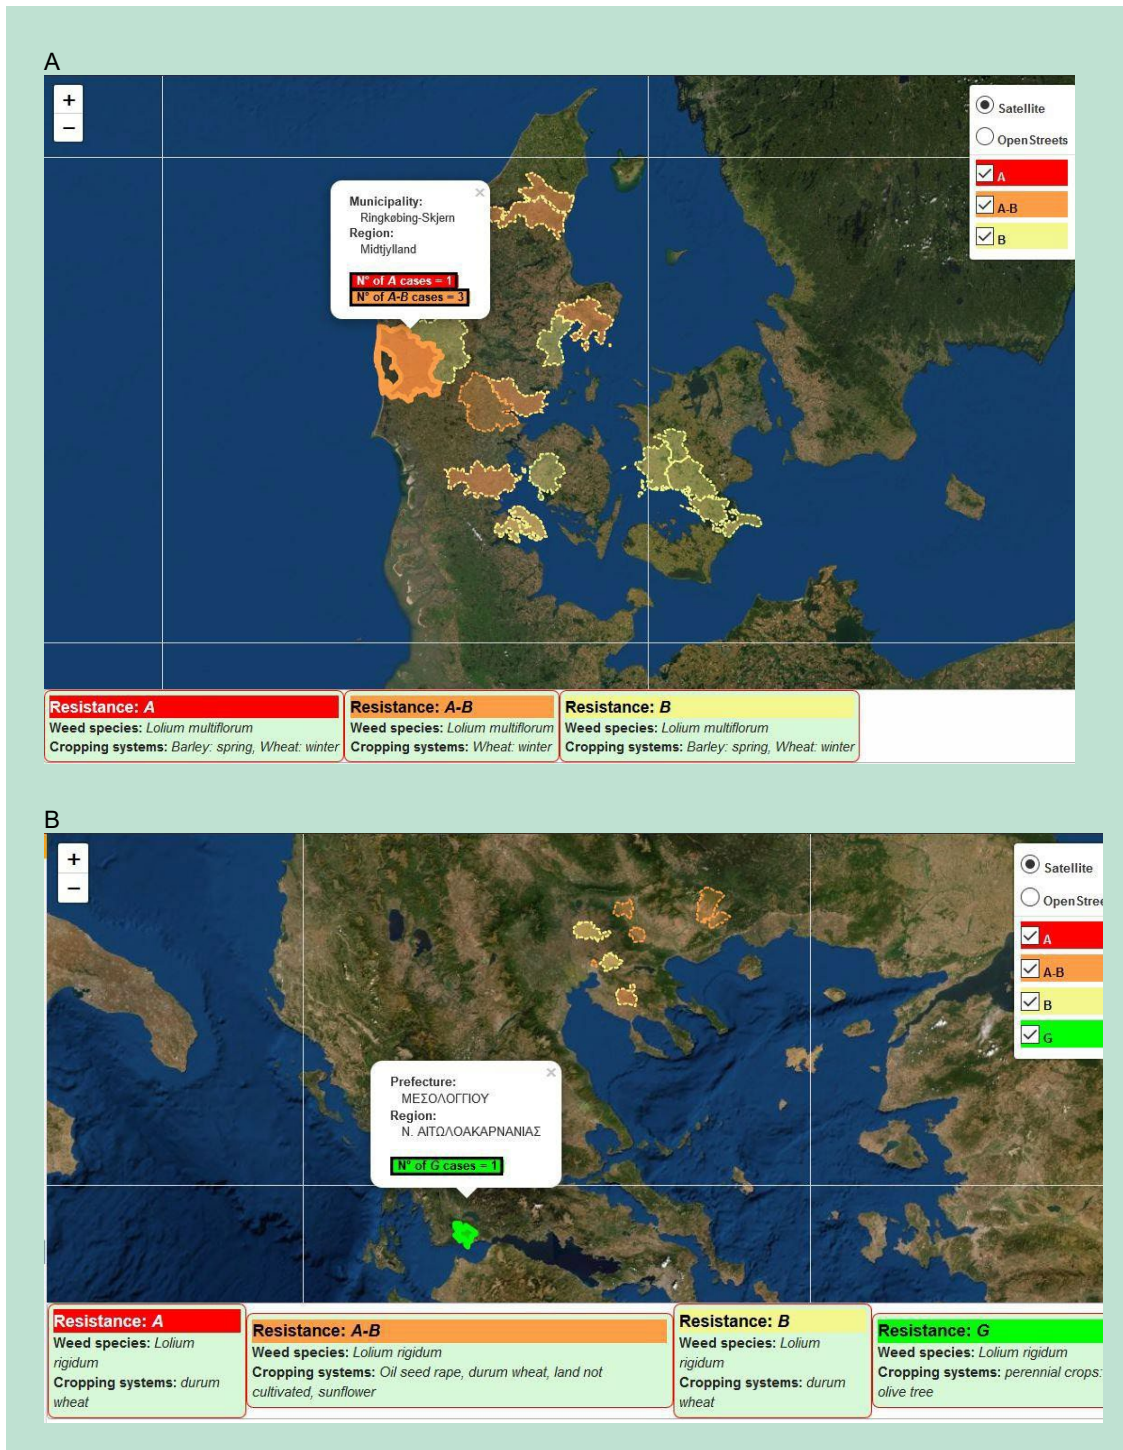 A
+
−
Satellite
Open Streets
A
A-B
B
×
Municipality:
Ringkøbing-Skjern
Region:
Midtjylland
N° of A cases = 1
N° of A-B cases = 3
Resistance: A
Weed species: Lolium multiflorum
Cropping systems: Barley: spring, Wheat: winter
Resistance: A-B
Weed species: Lolium multiflorum
Cropping systems: Wheat: winter
Resistance: B
Weed species: Lolium multiflorum
Cropping systems: Barley: spring, Wheat: winter
B
+
−
Satellite
Open Stree
A
A-B
B
G
×
Prefecture:
ΜΕΣΟΛΟΓΓΙΟΥ
Region:
Ν. ΑΙΤΩΛΟΑΚΑΡΝΑΝΙΑΣ
N° of G cases = 1
Resistance: A
Weed species: Lolium
rigidum
Cropping systems: durum
wheat
Resistance: A-B
Weed species: Lolium rigidum
Cropping systems: Oil seed rape, durum wheat, land not
cultivated, sunflower
Resistance: B
Weed species: Lolium
rigidum
Cropping systems: durum
wheat
Resistance: G
Weed species: Lolium rigidum
Cropping systems: perennial crops:
olive tree